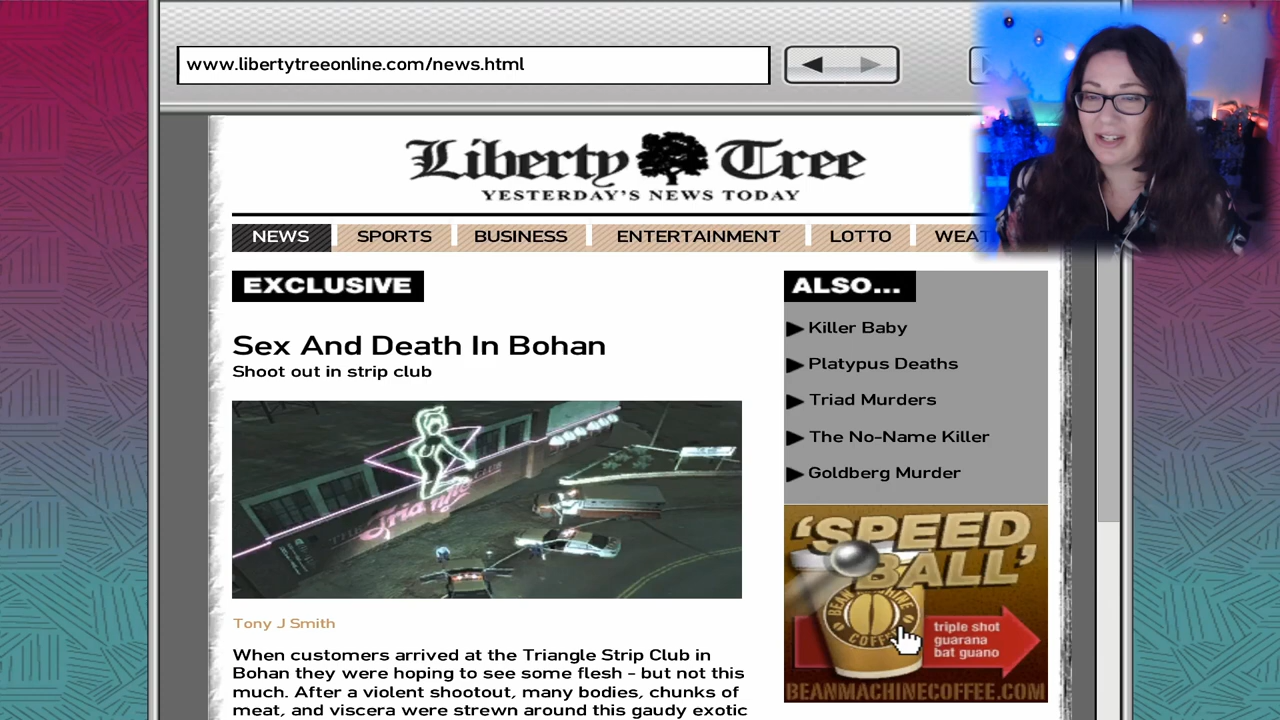 www.libertytreeonline.com/news.html
Liberty Tree
YESTERDAY'S NEWS TODAY
NEWS
SPORTS
BUSINESS
ENTERTAINMENT
LOTTO
EXCLUSIVE
Sex And Death In Bohan
Shoot out in strip club
Triangle
Tony J Smith
When customers arrived at the Triangle Strip Club in
Bohan they were hoping to see some flesh - but not this
much. After a violent shootout, many bodies, chunks of
meat, and viscera were strewn around this gaudy exotic
ALSO...
Killer Baby
Platypus Deaths
Triad Murders
The No-Name Killer
Goldberg Murder
'SPEED
BALL'
triple shot
guarana
bat guano
BEANMACHINECOFFEE.COM